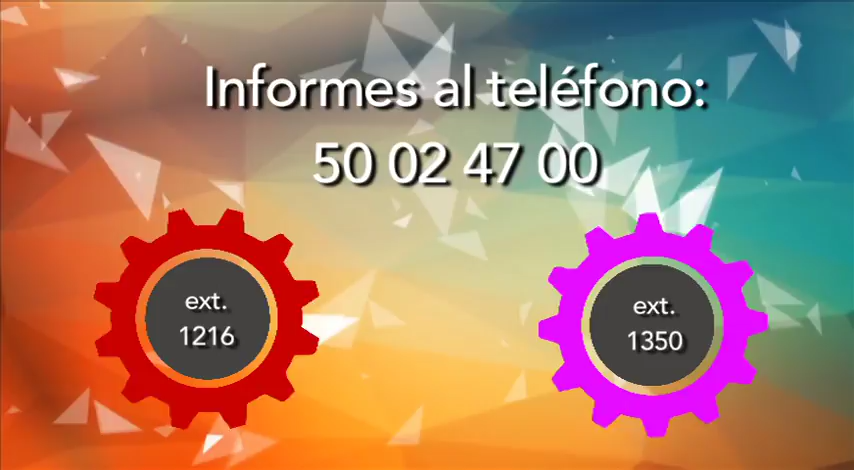 Informes al teléfono:
50 02 47 00
ext.
1216
ext.
1350